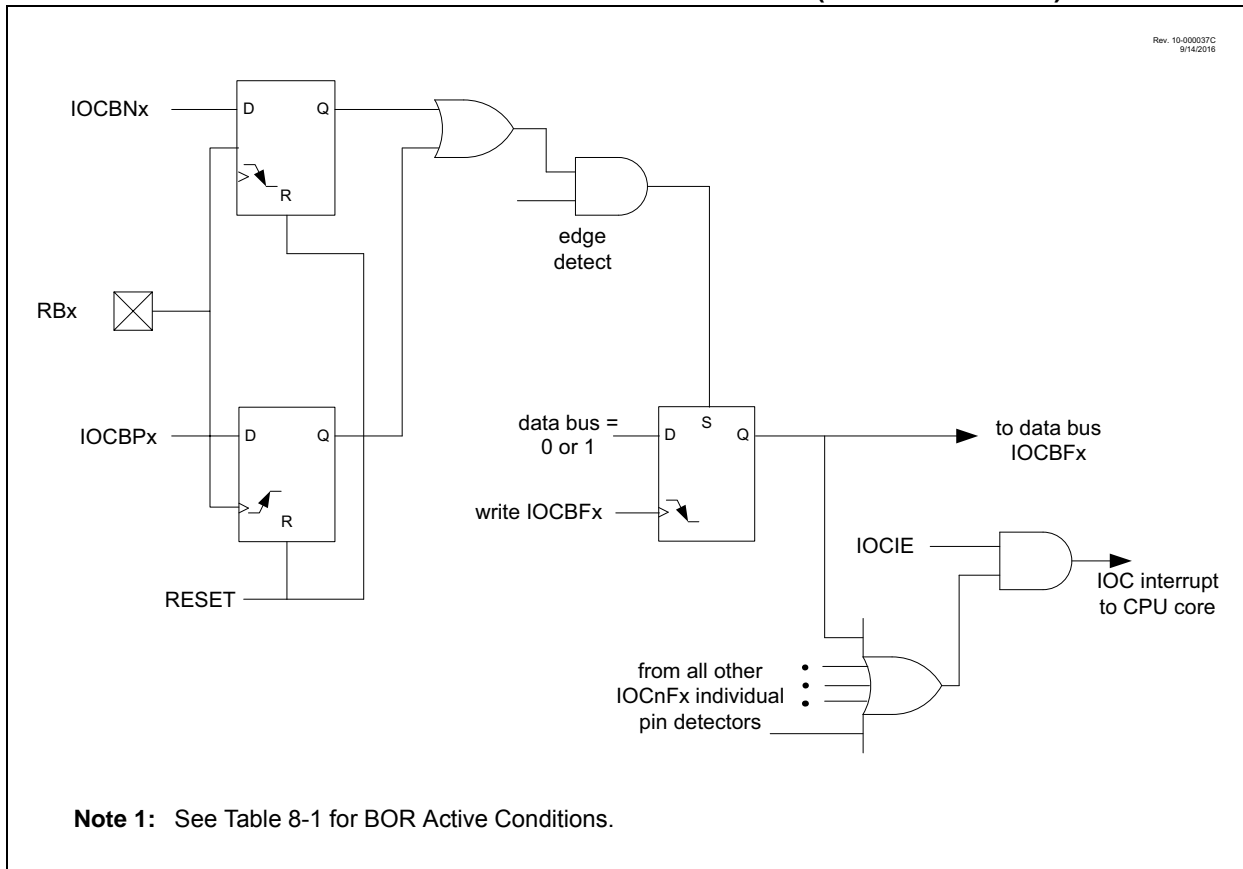 Rev. 10-000037C
9/14/2016
IOCBNx
D
Q
R
edge
detect
RBx
IOCBPx
D
Q
R
RESET
data bus =
0 or 1
S
D
Q
write IOCBFx
to data bus
IOCBFx
IOCIE
IOC interrupt
to CPU core
from all other
IOCnFx individual
pin detectors
Note 1: See Table 8-1 for BOR Active Conditions.